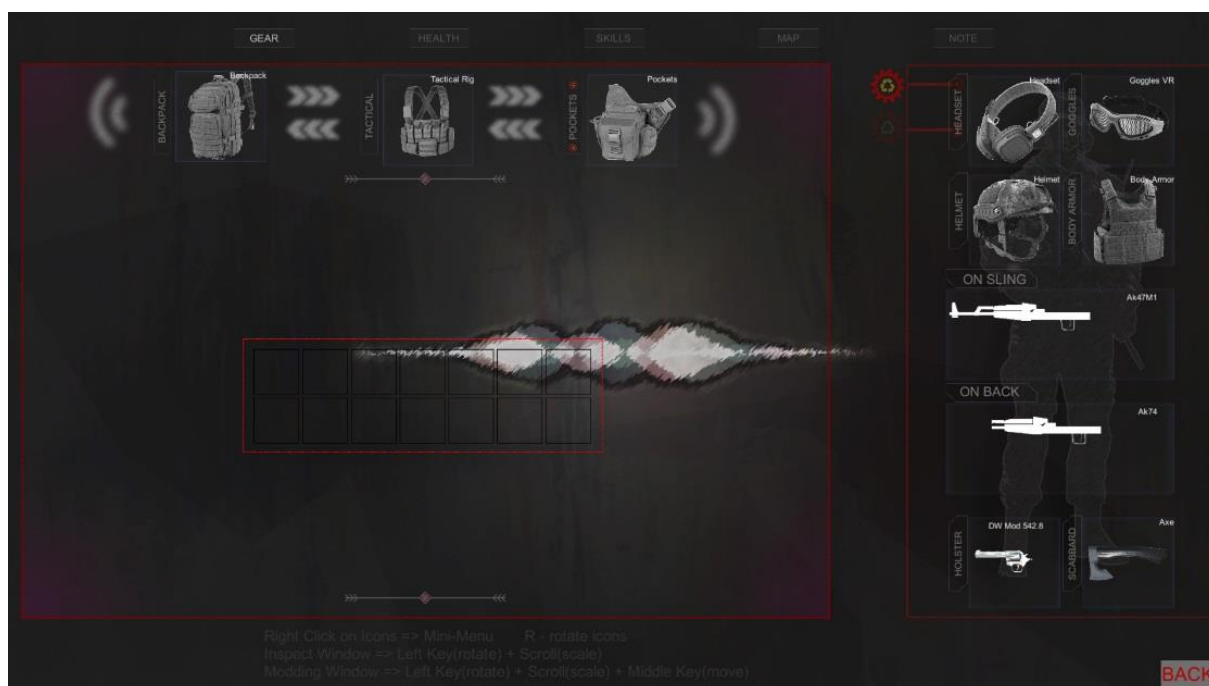 GEAR
HEALTH
SKILLS
MAP
NOTE
BACKPACK
Backpack
TACTICAL
Tactical Rig
POCKETS
Pockets
HEADSET
Headset
GOGGLES
Goggles VR
HELMET
Helmet
BODY ARMOR
Body Armor
ON SLING
Ak47M1
ON BACK
Ak74
HOLSTER
DW Mod 542.8
SCABBARD
Axe
Right Click on Icons => Mini-Menu R - rotate icons
Inspect Window => Left Key(rotate) + Scroll(scale)
Modding Window => Left Key(rotate) + Scroll(scale) + Middle Key(move)
BACK